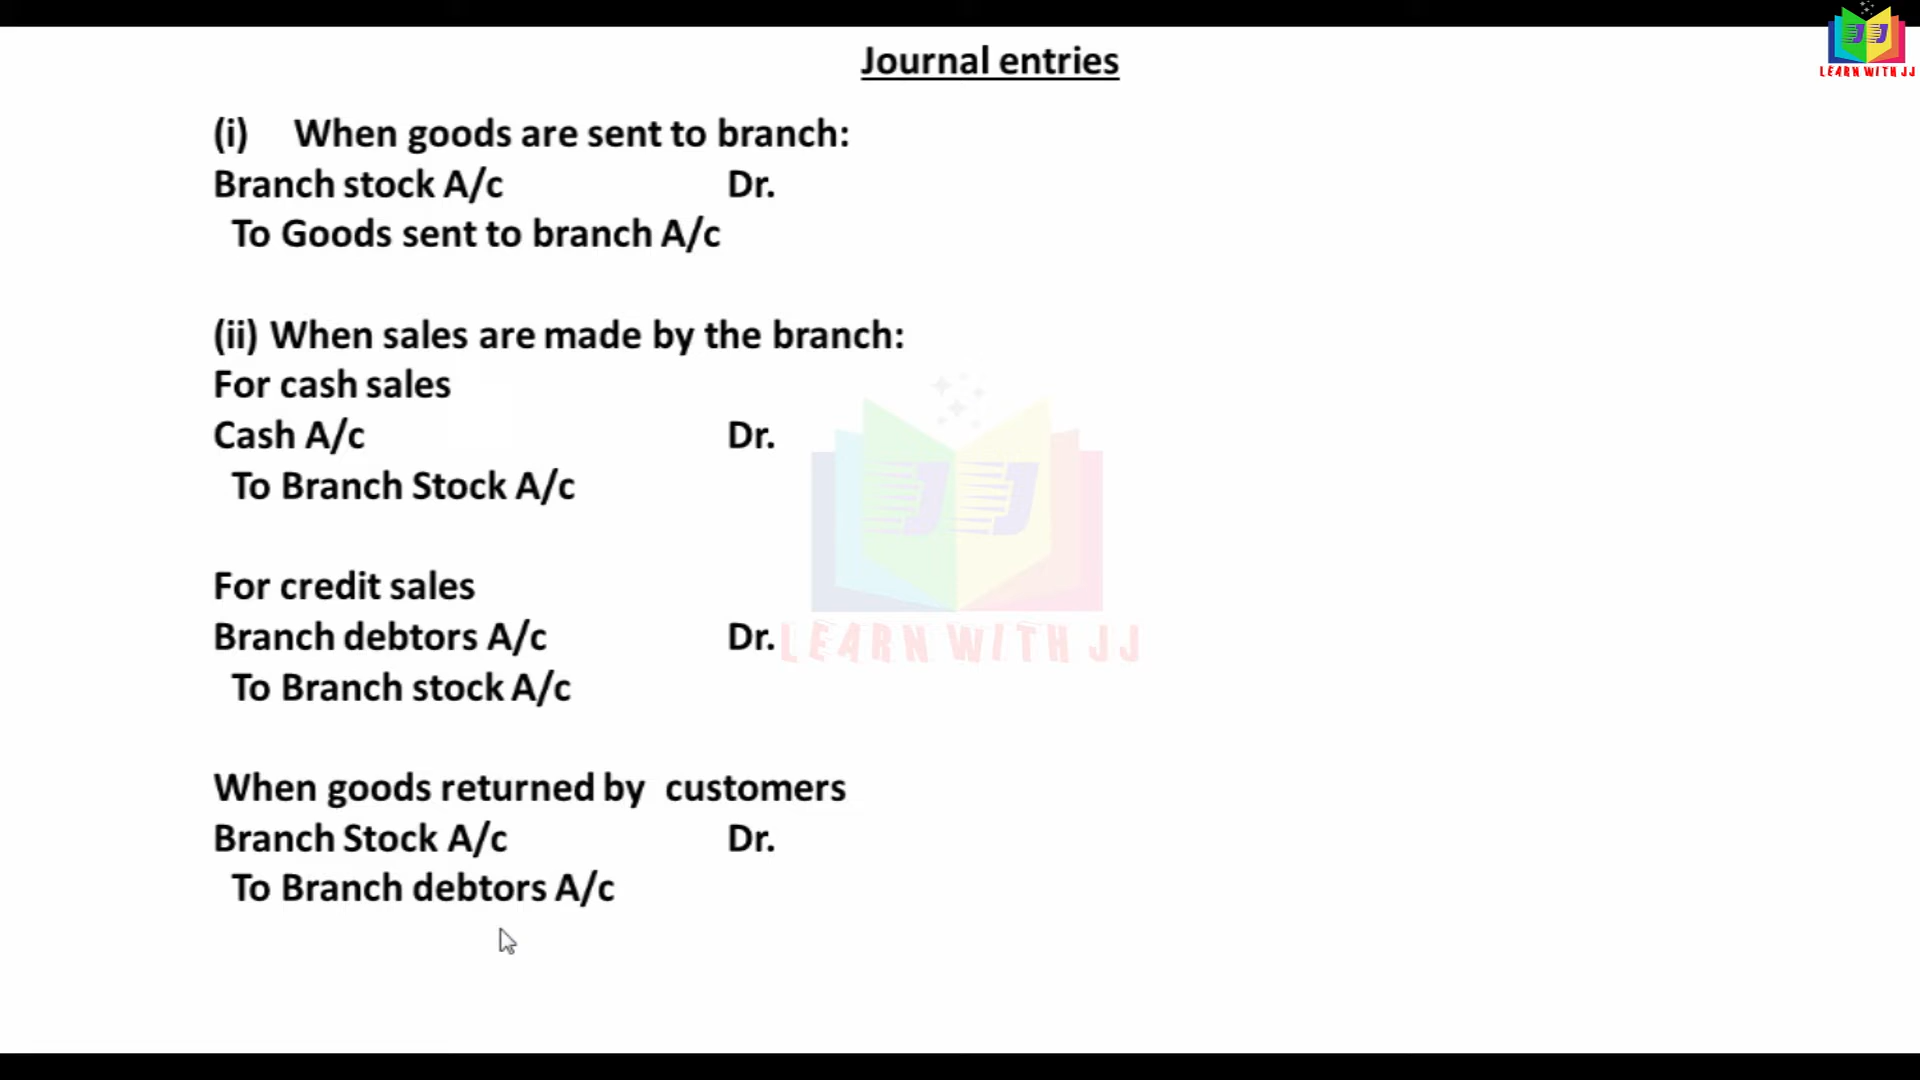 LEARN WITH JJ
Journal entries
(i) When goods are sent to branch:
Branch stock A/c Dr.
To Goods sent to branch A/c
(ii) When sales are made by the branch:
For cash sales
Cash A/c Dr.
To Branch Stock A/c
For credit sales
Branch debtors A/c Dr.
To Branch stock A/c
When goods returned by customers
Branch Stock A/c Dr.
To Branch debtors A/c
JJ
LEARN WITH JJ